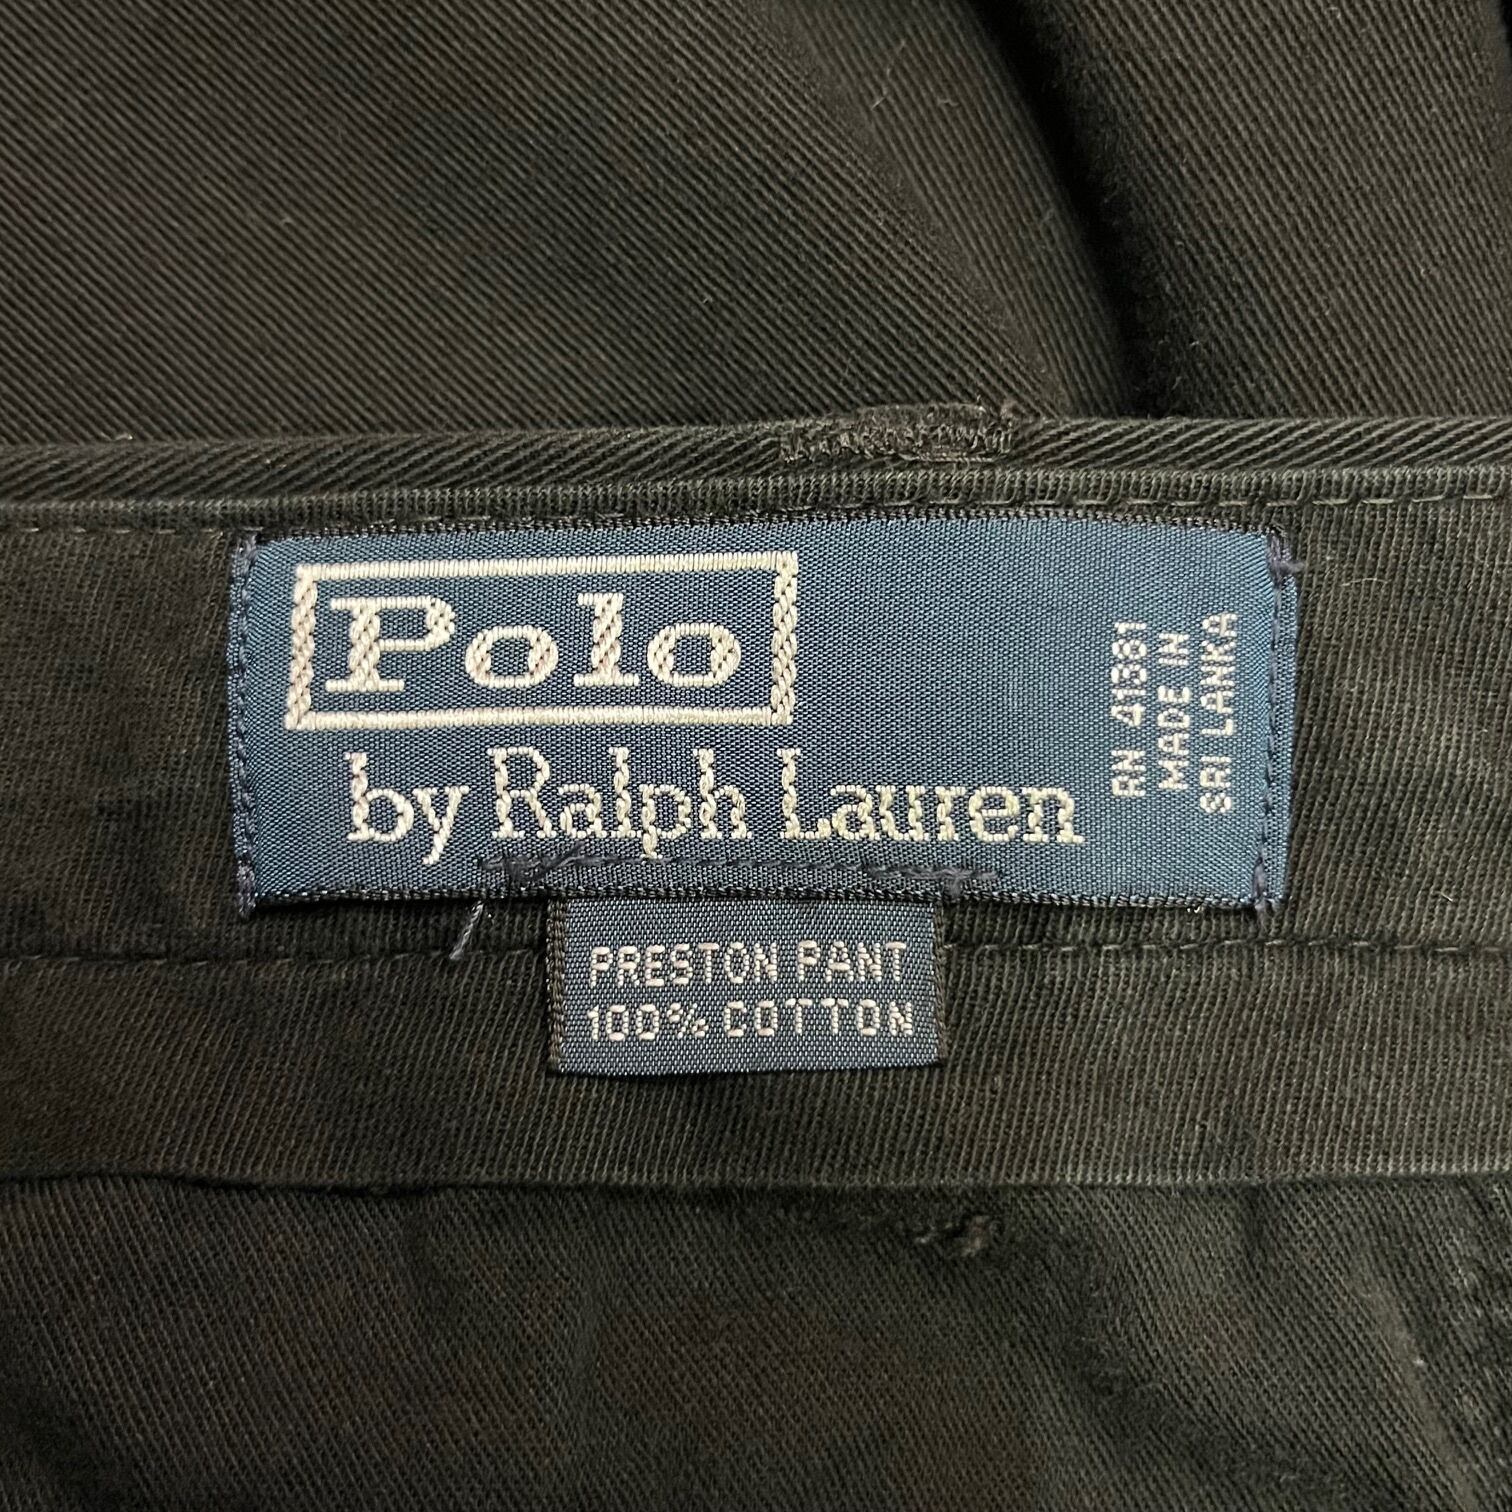 Polo
by Ralph Lauren
RN 41381
MADE IN
SRI LANKA
PRESTON PANT
100% COTTON